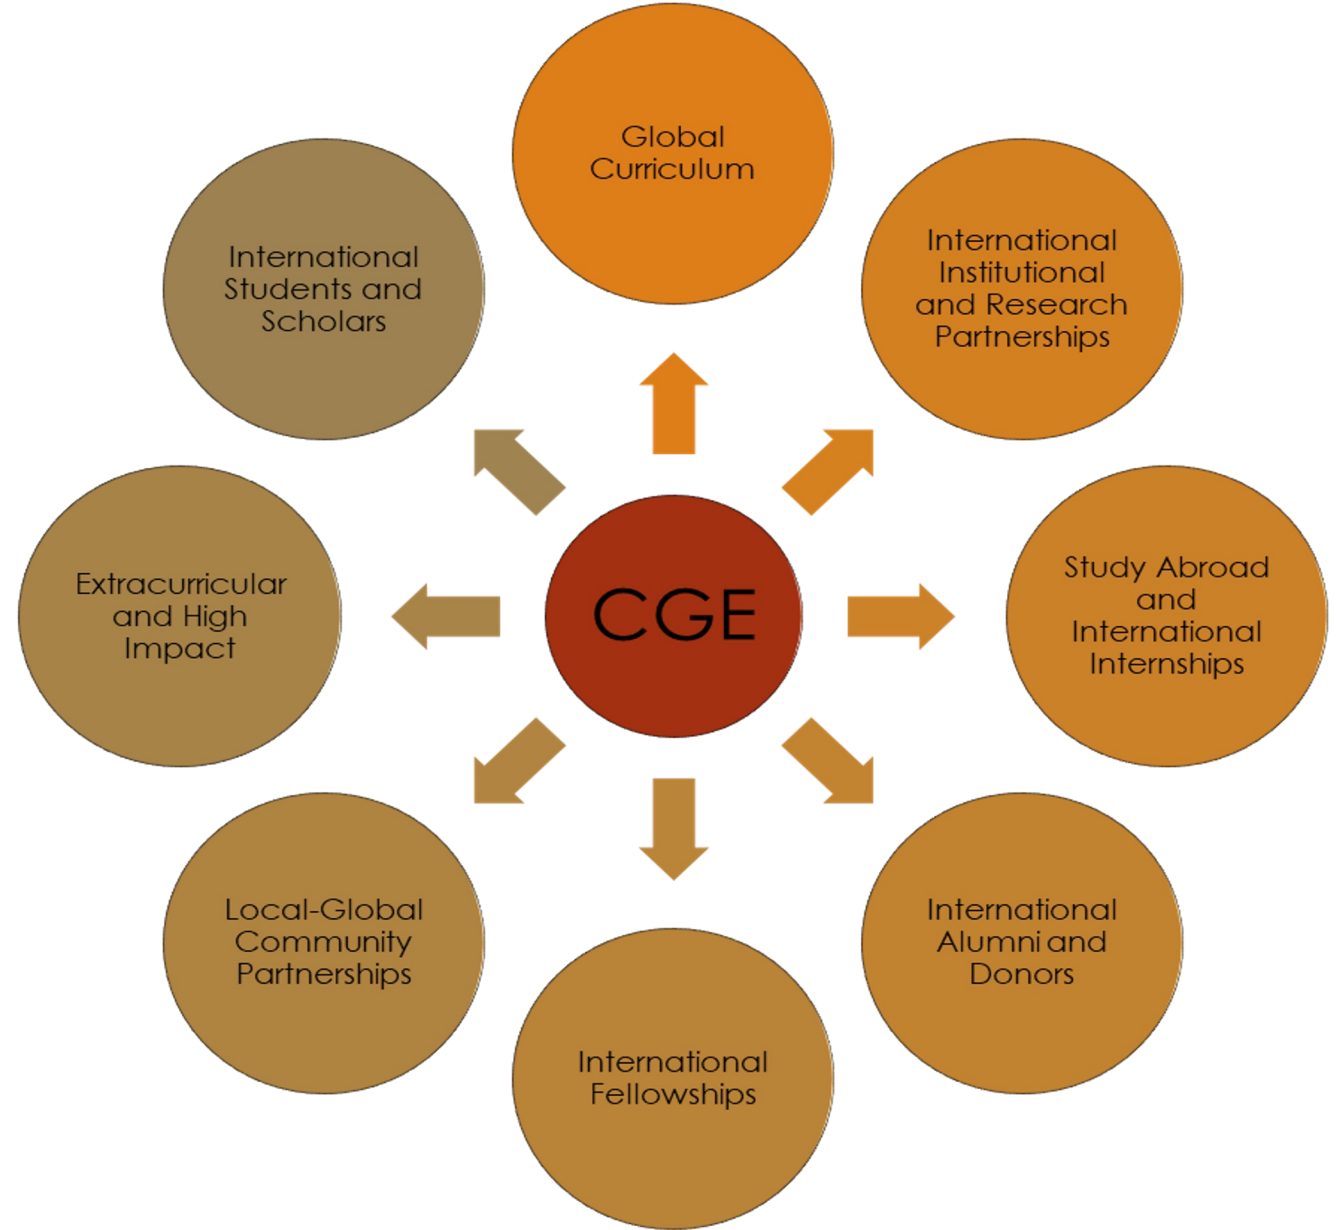 Global
Curriculum
International
Institutional
and Research
Partnerships
Study Abroad
and
International
Internships
International
Alumni and
Donors
International
Fellowships
Local-Global
Community
Partnerships
Extracurricular
and High
Impact
International
Students and
Scholars
CGE